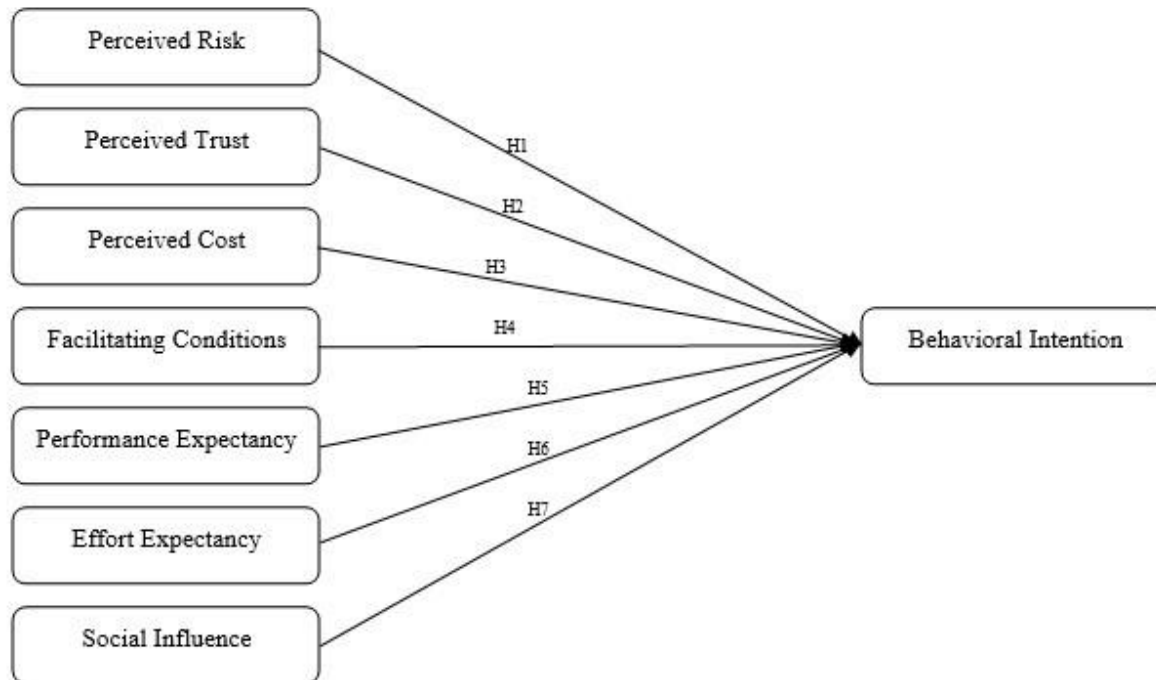 Perceived Risk
H1
Perceived Trust
H2
Perceived Cost
H3
Facilitating Conditions
H4
Behavioral Intention
Performance Expectancy
H5
Effort Expectancy
H6
Social Influence
H7